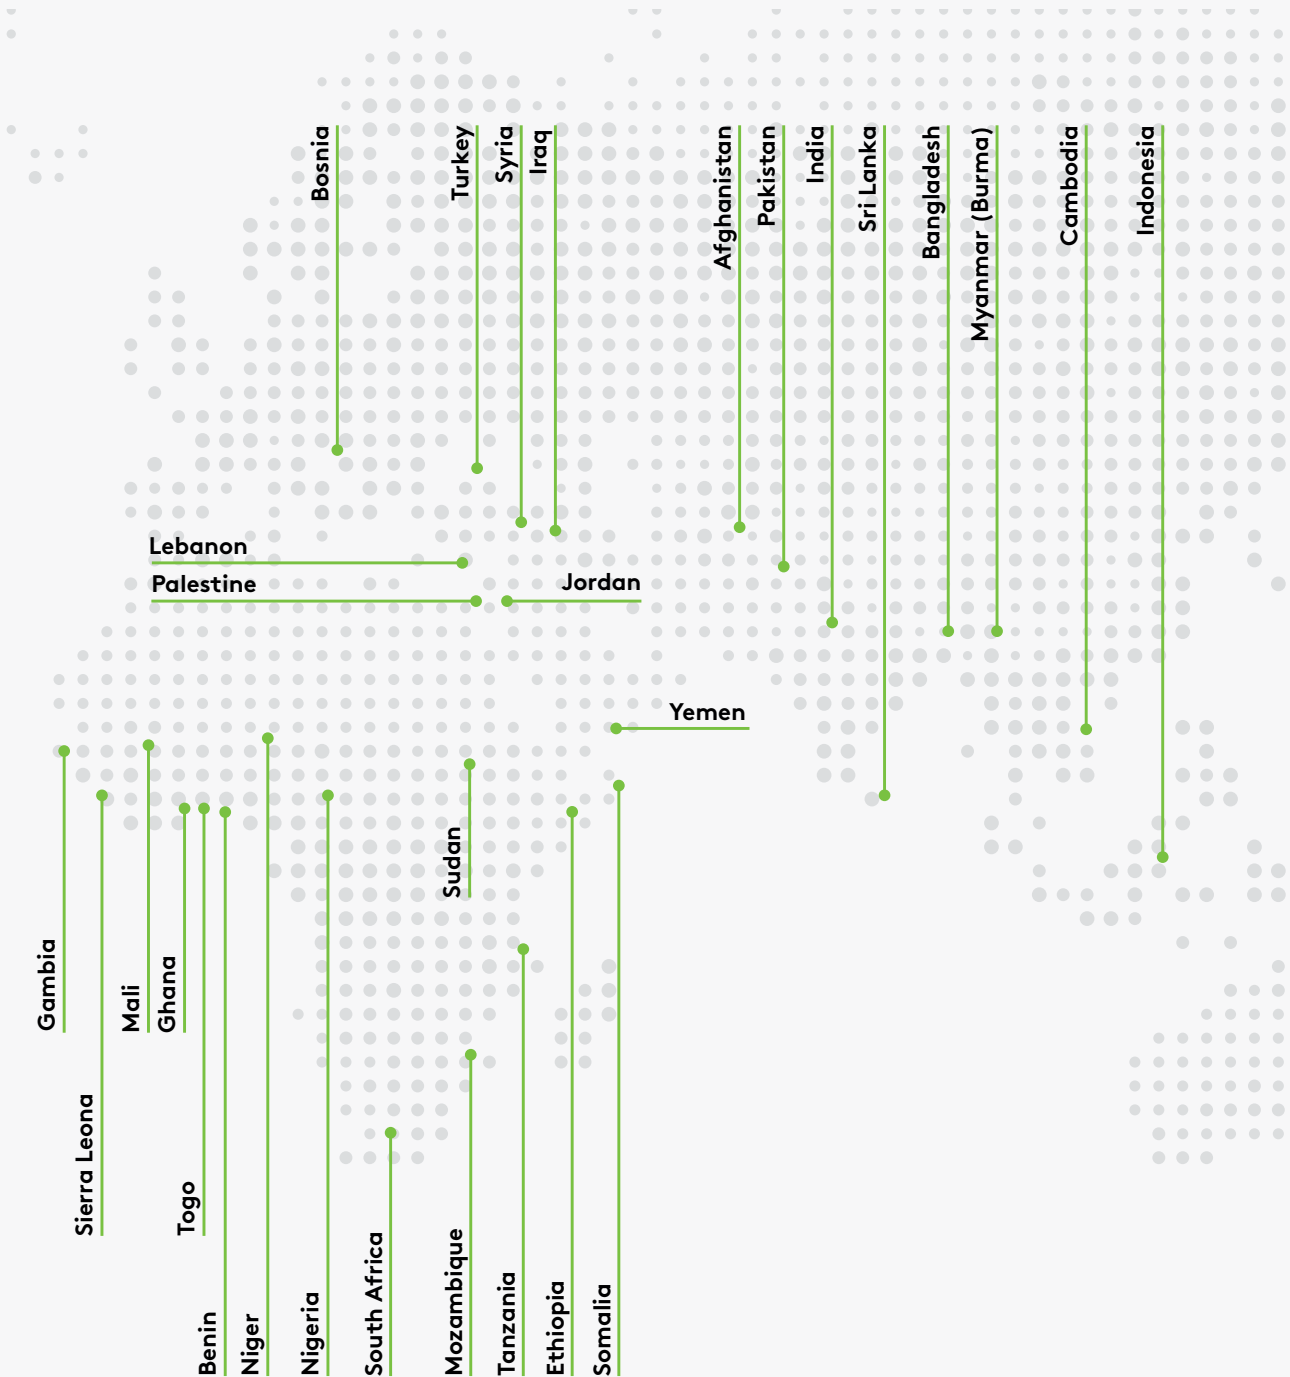 Bosnia
Turkey
Syria
Iraq
Afghanistan
Pakistan
India
Sri Lanka
Bangladesh
Myanmar (Burma)
Cambodia
Indonesia
Lebanon
Palestine
Jordan
Yemen
Sudan
Gambia
Mali
Ghana
Sierra Leona
Togo
Benin
Niger
Nigeria
South Africa
Mozambique
Tanzania
Ethiopia
Somalia